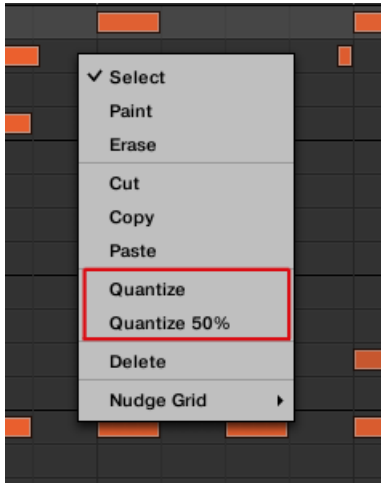 Select
Paint
Erase
Cut
Copy
Paste
Quantize
Quantize 50%
Delete
Nudge Grid